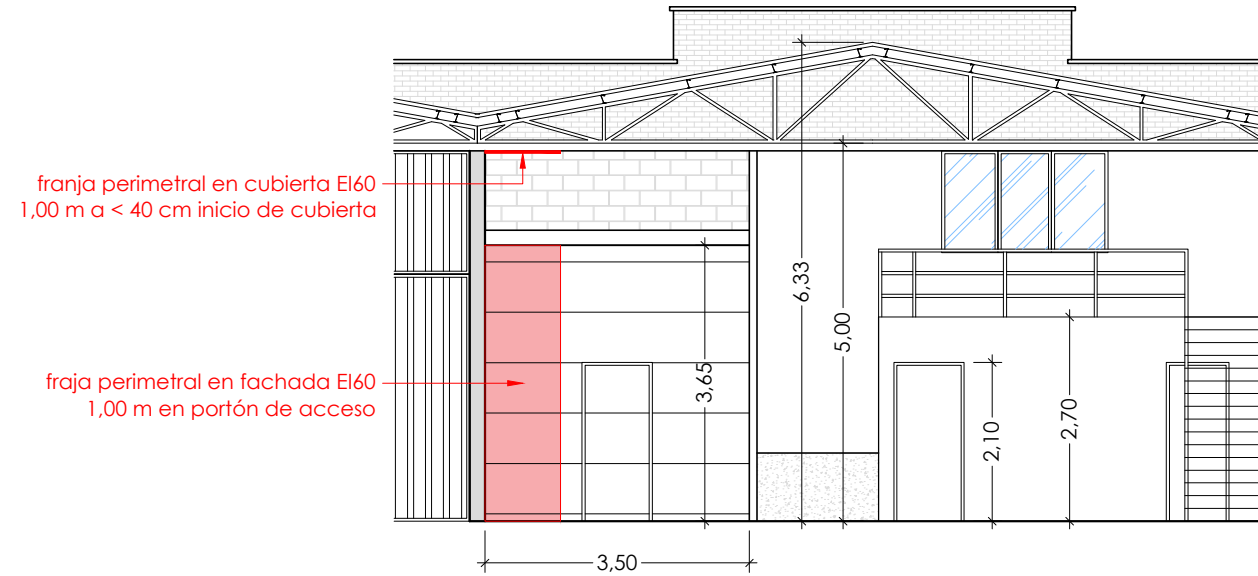 franja perimetral en cubierta EI60
1,00 m a < 40 cm inicio de cubierta
fraja perimetral en fachada EI60
1,00 m en portón de acceso
6,33
5,00
3,65
2,10
2,70
3,50